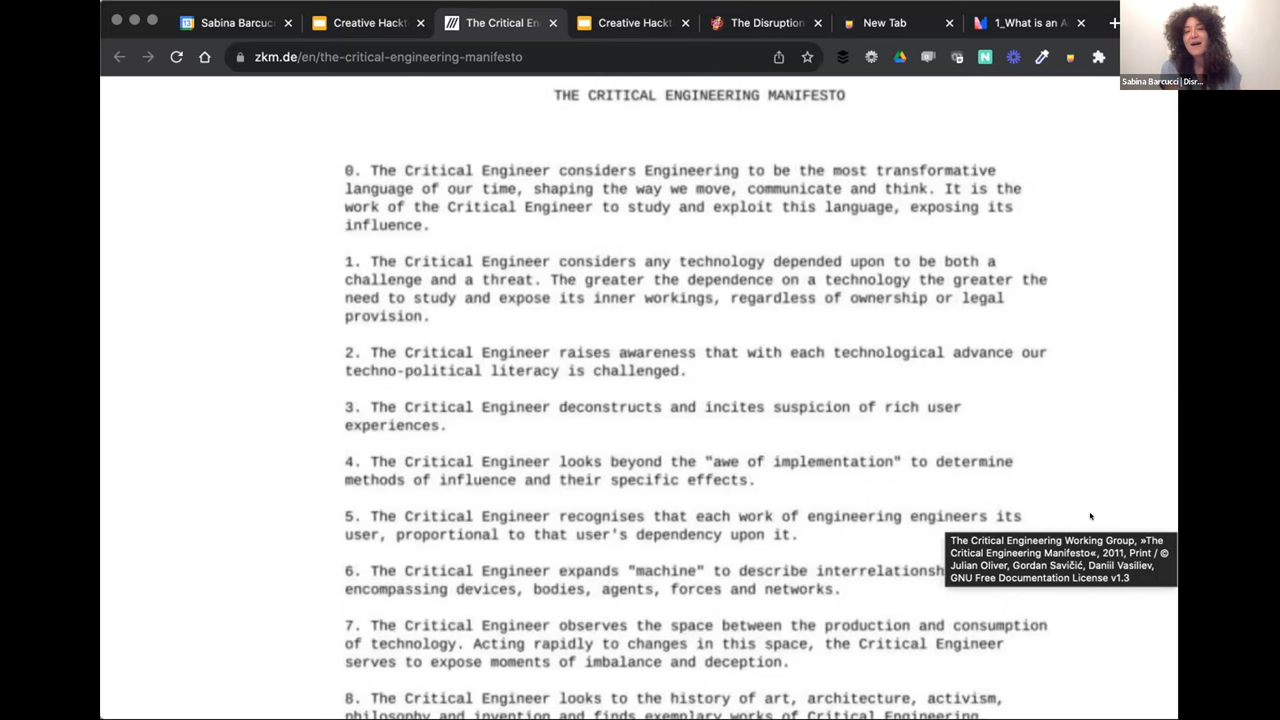 Sabina Barcucc
Creative Hackt
The Critical En
Creative Hackt
The Disruption
New Tab
1_What is an A
zkm.de/en/the-critical-engineering-manifesto
Sabina Barcucci | Disr...
THE CRITICAL ENGINEERING MANIFESTO
0. The Critical Engineer considers Engineering to be the most transformative
language of our time, shaping the way we move, communicate and think. It is the
work of the Critical Engineer to study and exploit this language, exposing its
influence.
1. The Critical Engineer considers any technology depended upon to be both a
challenge and a threat. The greater the dependence on a technology the greater the
need to study and expose its inner workings, regardless of ownership or legal
provision.
2. The Critical Engineer raises awareness that with each technological advance our
techno-political literacy is challenged.
3. The Critical Engineer deconstructs and incites suspicion of rich user
experiences.
4. The Critical Engineer looks beyond the "awe of implementation" to determine
methods of influence and their specific effects.
5. The Critical Engineer recognises that each work of engineering engineers its
user, proportional to that user's dependency upon it.
6. The Critical Engineer expands "machine" to describe interrelationsh
encompassing devices, bodies, agents, forces and networks.
The Critical Engineering Working Group, »The
Critical Engineering Manifesto«, 2011, Print / ©
Julian Oliver, Gordan Savičić, Daniil Vasiliev,
GNU Free Documentation License v1.3
7. The Critical Engineer observes the space between the production and consumption
of technology. Acting rapidly to changes in this space, the Critical Engineer
serves to expose moments of imbalance and deception.
8. The Critical Engineer looks to the history of art, architecture, activism,
philosophy and invention and finds exemplary works of Critical Engineering.